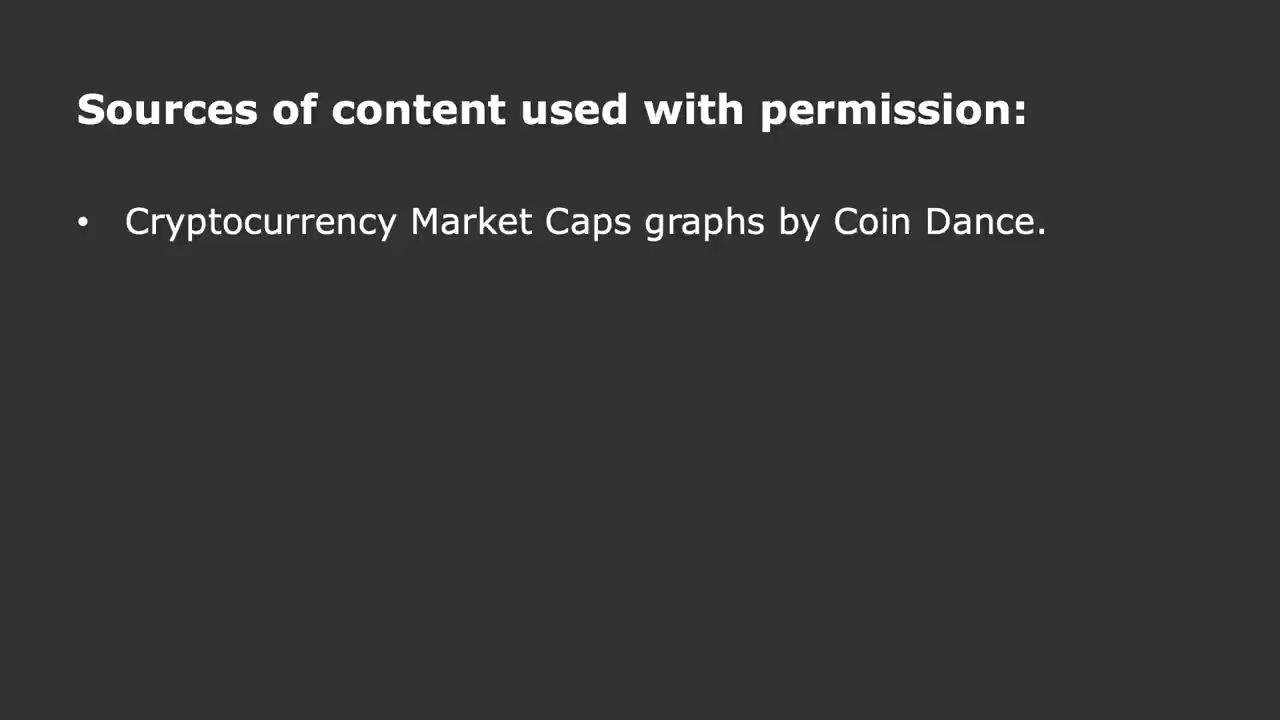 Sources of content used with permission:
• Cryptocurrency Market Caps graphs by Coin Dance.